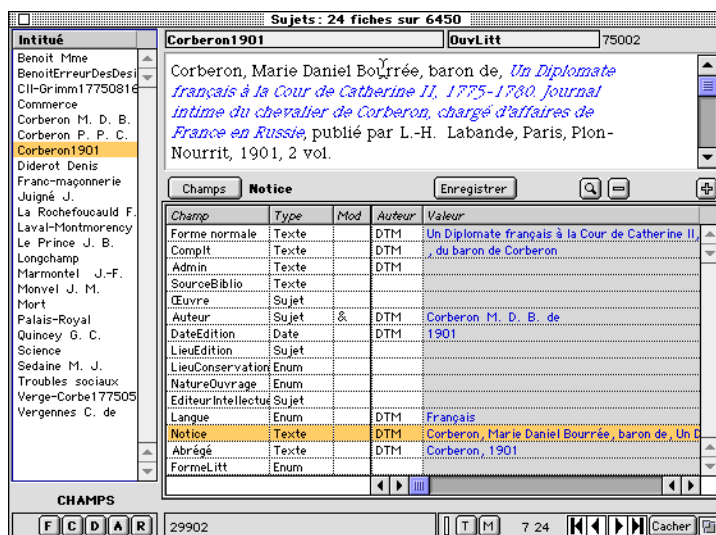 Sujets: 24 fiches sur 6450
Intitué
Benoit Mme
BenoitErreurDesDesi
CII-Grimm17750816
Commerce
Corberon M. D. B.
Corberon P. P. C.
Corberon1901
Diderot Denis
Franc-maçonnerie
Juigné J.
La Rochefoucauld F.
Laval-Montmorency
Le Prince J. B.
Longchamp
Marmontel J.-F.
Monvel J. M.
Mort
Palais-Royal
Quincey G. C.
Science
Sedaine M. J.
Troubles sociaux
Verge-Corbe177505
Vergennes C. de
CHAMPS
F C D A R
Corberon1901 OuvLitt 75002
Corberon, Marie Daniel Bourrée, baron de, Un Diplomate
français à la Cour de Catherine II, 1775-1780. Journal
intime du chevalier de Corberon, chargé d'affaires de
France en Russie, publié par L.-H. Labande, Paris, Plon-
Nourrit, 1901, 2 vol.
Champs Notice Enregistrer
Champ Type Mod Auteur Valeur
Forme normale Texte DTM Un Diplomate français à la Cour de Catherine II,
Complt Texte DTM , du baron de Corberon
Admin Texte DTM
SourceBiblio Texte
Œuvre Sujet
Auteur Sujet & DTM Corberon M. D. B. de
DateEdition Date DTM 1901
LieuEdition Sujet
LieuConservation Enum
NatureOuvrage Enum
EditeurIntellectue Sujet
Langue Enum DTM Français
Notice Texte DTM Corberon, Marie Daniel Bourrée, baron de, Un D
Abrégé Texte DTM Corberon, 1901
FormeLitt Enum
29902 T M 7 24 Cacher